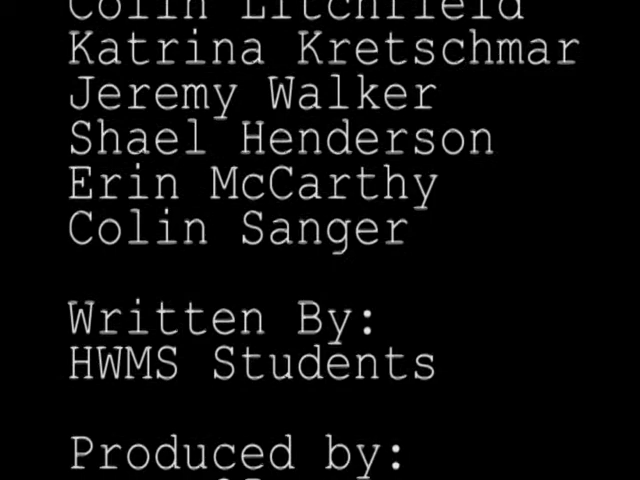 Colin Litchfield
Katrina Kretschmar
Jeremy Walker
Shael Henderson
Erin McCarthy
Colin Sanger
Written By:
HWMS Students
Produced by: